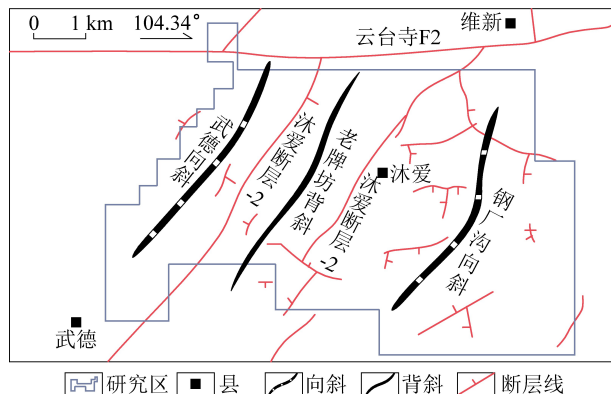 0 1 km 104.34°
维新
云台寺F2
武德向斜
沐爱断层-2
老牌坊背斜
沐爱断层-2
沐爱
钢厂沟向斜
武德
研究区 县 向斜 背斜 断层线